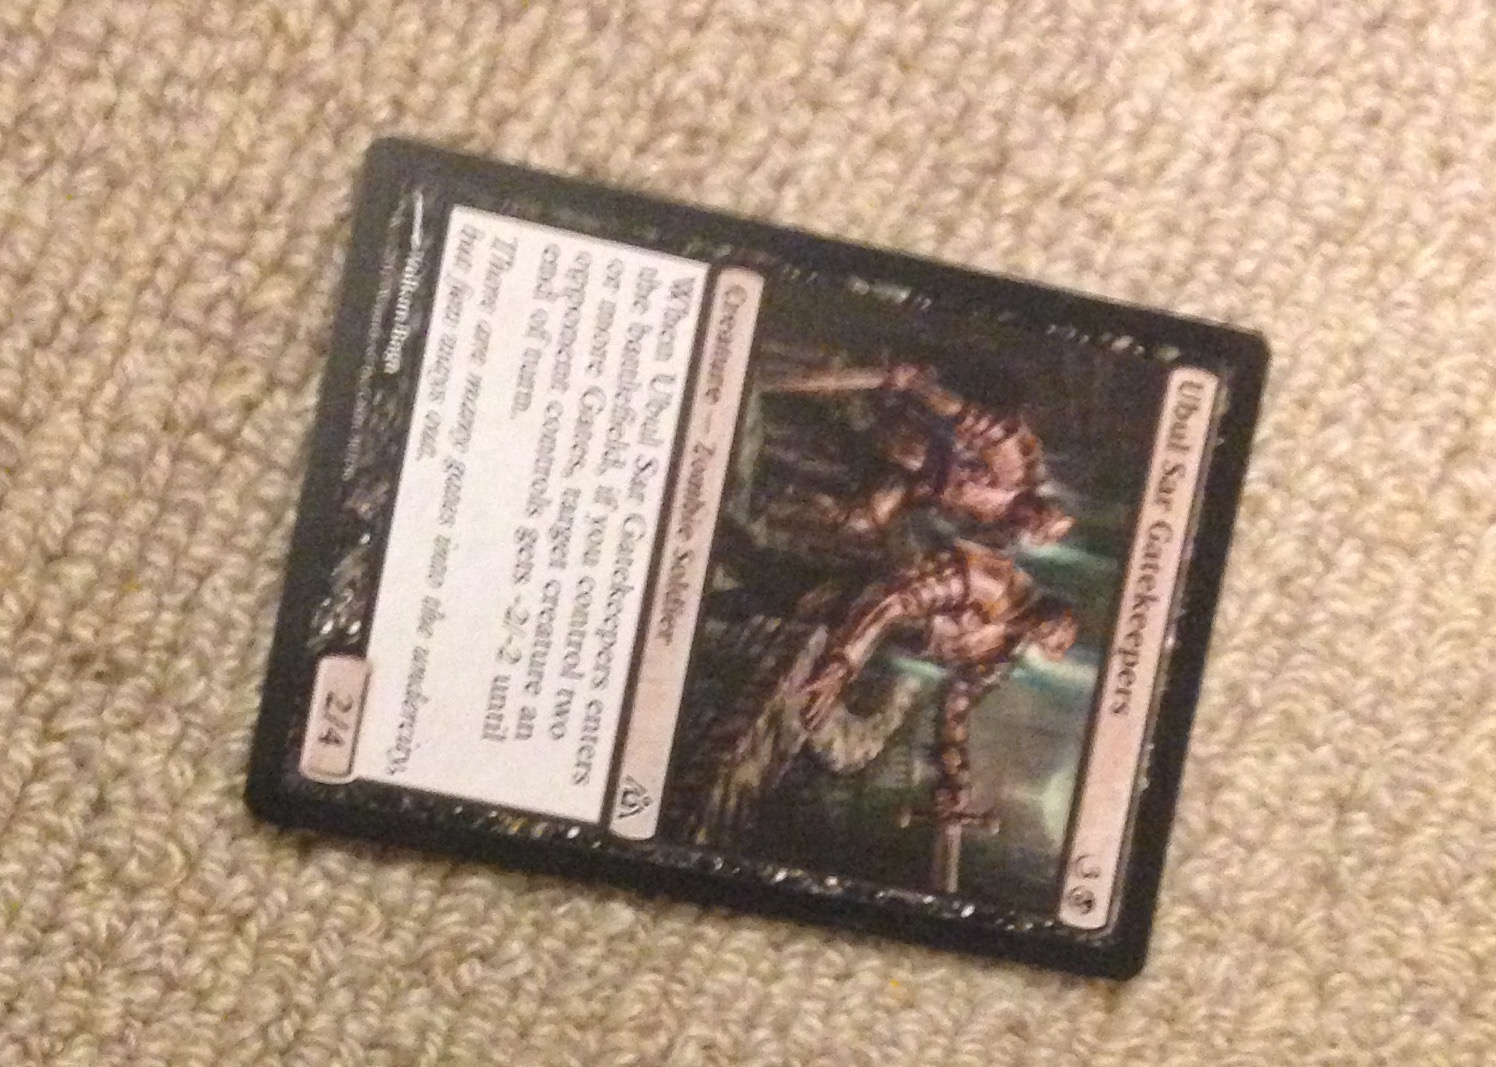 Ubul Sar Gatekeepers
3
Creature – Zombie Soldier
When Ubul Sar Gatekeepers enters
the battlefield, if you control two
or more Gates, target creature an
opponent controls gets -2/-2 until
end of turn.
There are many gates into the undercity,
but few ways out.
2/4